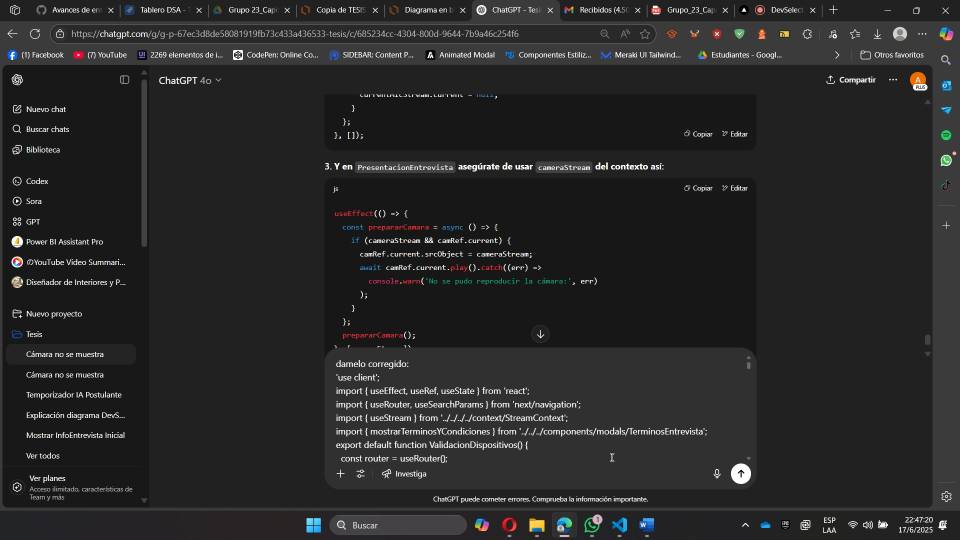 Avances de en
Tablero DSA - T
Grupo 23_Cap
Copia de TESIS
Diagrama en b
ChatGPT - Tesi
Recibidos (4.50
Grupo_23_Cap
DevSelect
https://chatgpt.com/g/g-p-67ec3d8de58081919fb73c433a436533-tesis/c/685234cc-4304-800d-9644-7b9a46c254f6
(1) Facebook
(7) YouTube
2269 elementos de i...
CodePen: Online Co...
SIDEBAR: Content P...
Animated Modal
Componentes Estiliz...
Meraki UI Tailwind...
Estudiantes - Googl...
Otros favoritos
ChatGPT 4o
Compartir
PLUS
Nuevo chat
Buscar chats
Biblioteca
Codex
Sora
GPT
Power BI Assistant Pro
@YouTube Video Summari...
Diseñador de Interiores y P...
Nuevo proyecto
Tesis
Cámara no se muestra
Cámara no se muestra
Temporizador IA Postulante
Explicación diagrama DevS...
Mostrar InfoEntrevista Inicial
Ver todos
Ver planes
Acceso ilimitado, características de
Team y más
}
};
}, []);
Copiar
Editar
3. Y en PresentacionEntrevista asegúrate de usar cameraStream del contexto así:
js
Copiar
Editar
useEffect(() => {
const prepararCamara = async () => {
if (cameraStream && camRef.current) {
camRef.current.srcObject = cameraStream;
await camRef.current.play().catch((err) =>
console.warn('No se pudo reproducir la cámara:', err)
);
}
};
prepararCamara();
damelo corregido:
'use client';
import { useEffect, useRef, useState } from 'react';
import { useRouter, useSearchParams } from 'next/navigation';
import { useStream } from '../../../../context/StreamContext';
import { mostrarTerminosYCondiciones } from '../../../components/modals/TerminosEntrevista';
export default function ValidacionDispositivos() {
const router = useRouter();
Investiga
ChatGPT puede cometer errores. Comprueba la información importante.
Buscar
1
ESP
LAA
22:47:20
17/6/2025